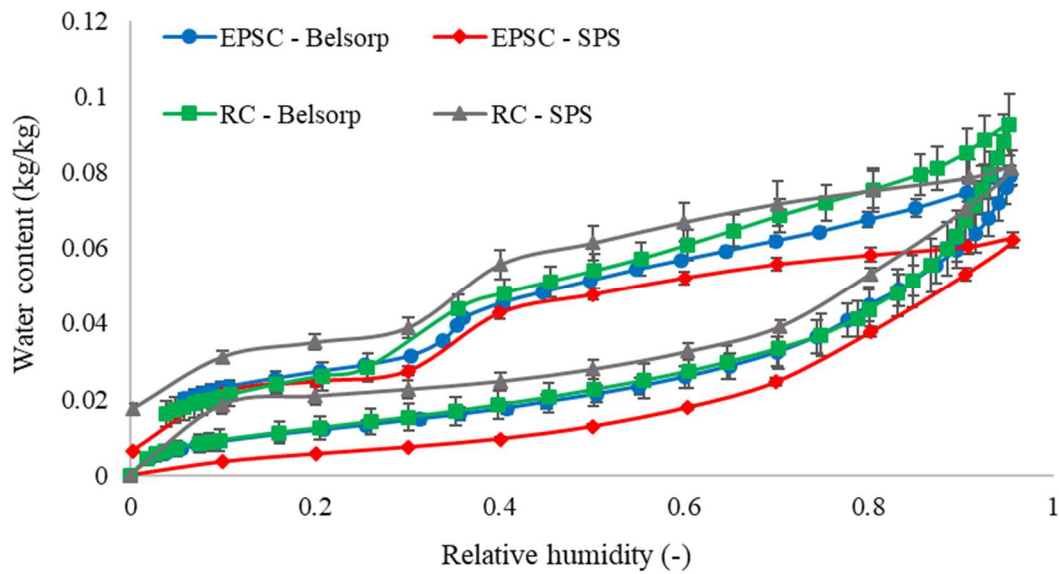 0.12
EPSC - Belsorp
EPSC - SPS
0.1
RC - Belsorp
RC - SPS
0.08
0.06
0.04
0.02
0
Water content (kg/kg)
0 0.2 0.4 0.6 0.8 1
Relative humidity (-)